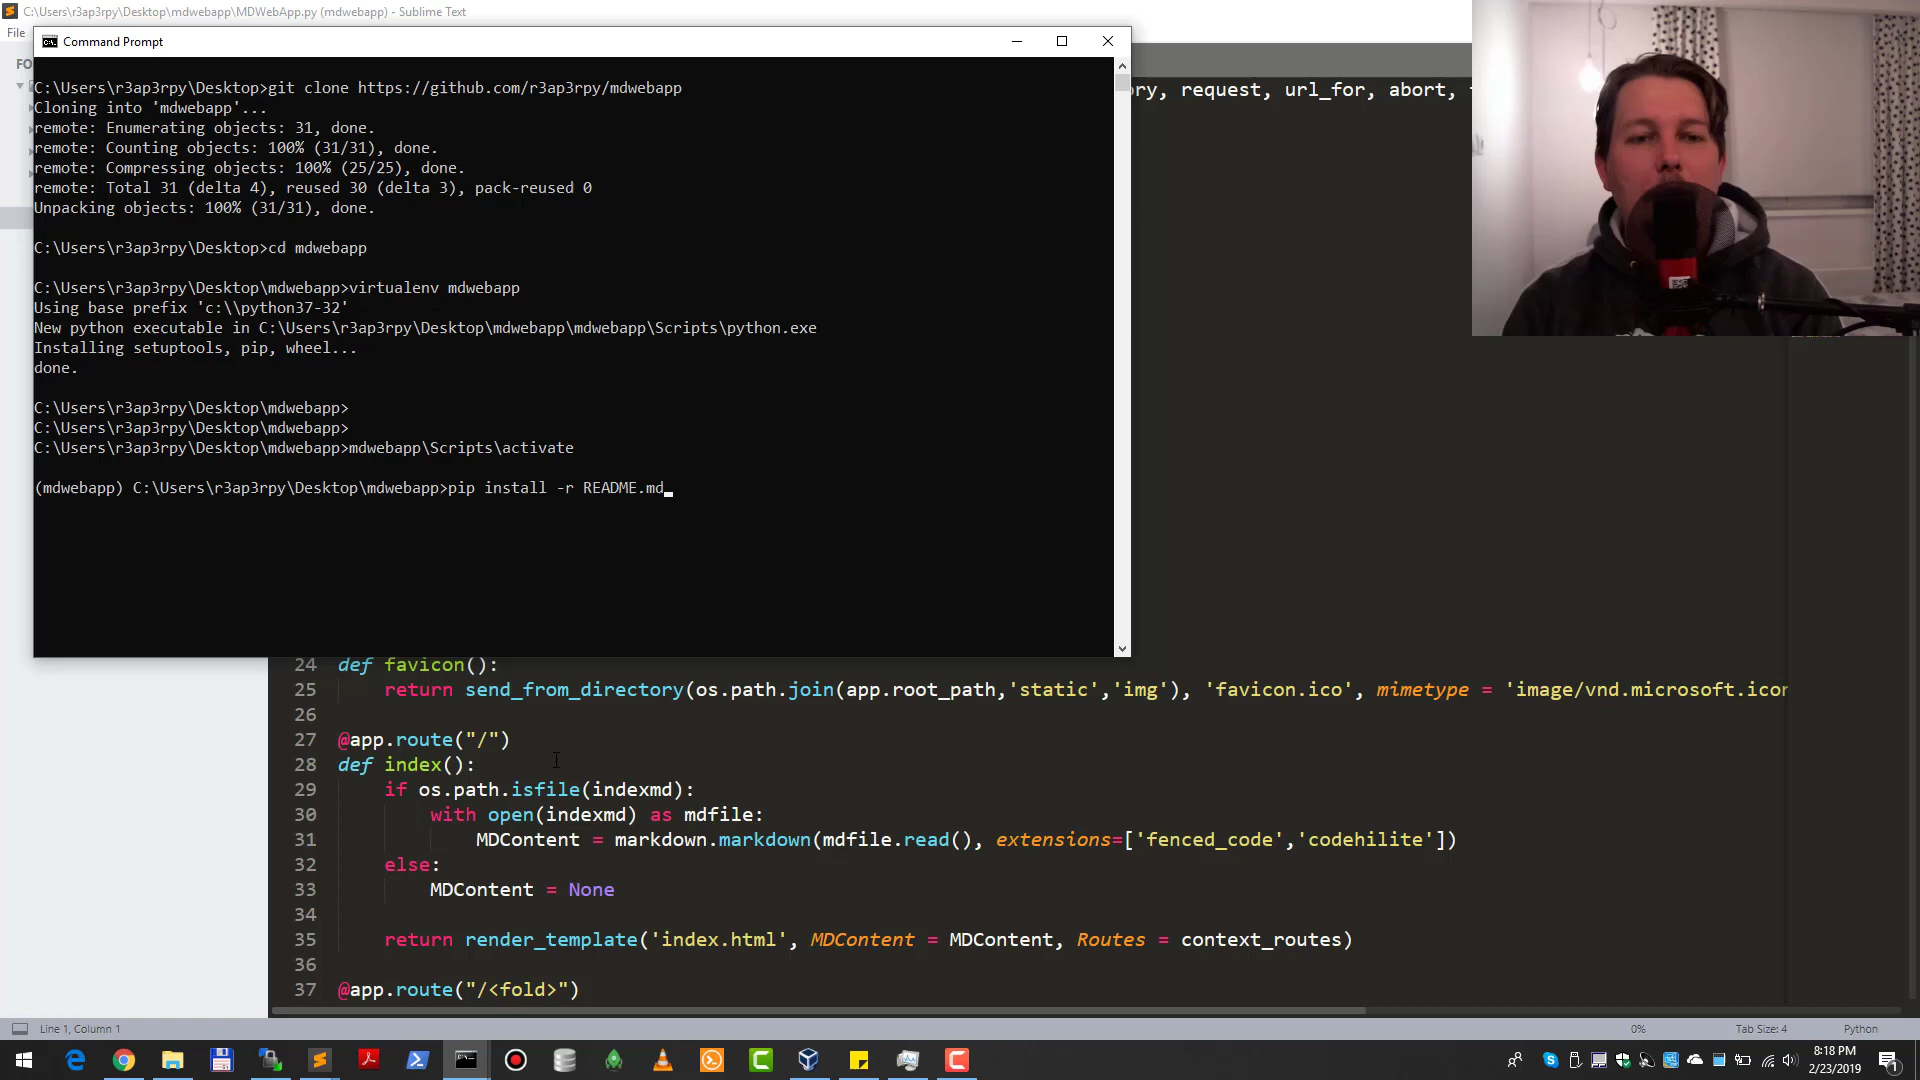 C:\Users\r3ap3rpy\Desktop\mdwebapp\MDWebApp.py (mdwebapp) - Sublime Text
File
FO
Command Prompt
C:\Users\r3ap3rpy\Desktop>git clone https://github.com/r3ap3rpy/mdwebapp
Cloning into 'mdwebapp'...
remote: Enumerating objects: 31, done.
remote: Counting objects: 100% (31/31), done.
remote: Compressing objects: 100% (25/25), done.
remote: Total 31 (delta 4), reused 30 (delta 3), pack-reused 0
Unpacking objects: 100% (31/31), done.
C:\Users\r3ap3rpy\Desktop>cd mdwebapp
C:\Users\r3ap3rpy\Desktop\mdwebapp>virtualenv mdwebapp
Using base prefix 'c:\\python37-32'
New python executable in C:\Users\r3ap3rpy\Desktop\mdwebapp\mdwebapp\Scripts\python.exe
Installing setuptools, pip, wheel...
done.
C:\Users\r3ap3rpy\Desktop\mdwebapp>
C:\Users\r3ap3rpy\Desktop\mdwebapp>
C:\Users\r3ap3rpy\Desktop\mdwebapp>mdwebapp\Scripts\activate
(mdwebapp) C:\Users\r3ap3rpy\Desktop\mdwebapp>pip install -r README.md
ry, request, url_for, abort,
24 def favicon():
25 return send_from_directory(os.path.join(app.root_path,'static','img'), 'favicon.ico', mimetype = 'image/vnd.microsoft.icon
26
27 @app.route("/")
28 def index():
29 if os.path.isfile(indexmd):
30 with open(indexmd) as mdfile:
31 MDContent = markdown.markdown(mdfile.read(), extensions=['fenced_code','codehilite'])
32 else:
33 MDContent = None
34
35 return render_template('index.html', MDContent = MDContent, Routes = context_routes)
36
37 @app.route("/<fold>")
Line 1, Column 1
0%
Tab Size: 4
Python
8:18 PM
2/23/2019